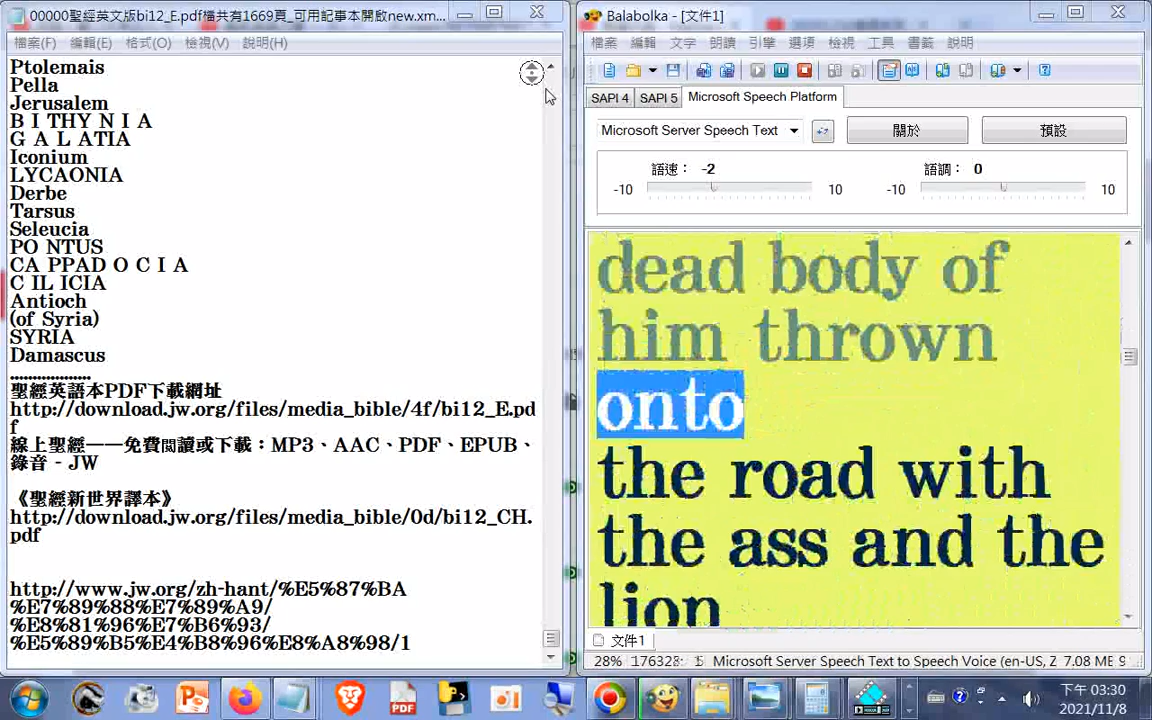 00000聖經英文版bi12_E.pdf檔共有1669頁_可用記事本開啟new.xm...
檔案(F) 編輯(E) 格式(O) 檢視(V) 說明(H)
Ptolemais
Pella
Jerusalem
B I THY N I A
G A L ATIA
Iconium
LYCAONIA
Derbe
Tarsus
Seleucia
PO NTUS
CA PPAD O C I A
C IL ICIA
Antioch
(of Syria)
SYRIA
Damascus
..................
聖經英語本PDF下載網址
http://download.jw.org/files/media_bible/4f/bi12_E.pd
f
線上聖經——免費閱讀或下載：MP3、AAC、PDF、EPUB、
錄音 - JW
《聖經新世界譯本》
http://download.jw.org/files/media_bible/0d/bi12_CH.
pdf
http://www.jw.org/zh-hant/%E5%87%BA
%E7%89%88%E7%89%A9/
%E8%81%96%E7%B6%93/
%E5%89%B5%E4%B8%96%E8%A8%98/1
Balabolka - [文件1]
檔案 編輯 文字 朗讀 引擎 選項 檢視 工具 書籤 說明
SAPI 4 SAPI 5 Microsoft Speech Platform
Microsoft Server Speech Text 關於 預設
語速： -2 語調： 0
-10 10 -10 10
dead body of
him thrown
onto
the road with
the ass and the
lion
文件1
28% Microsoft Server Speech Text to Speech Voice (en-US, Z 7.08 ME 9
PDF
下午 03:30
2021/11/8